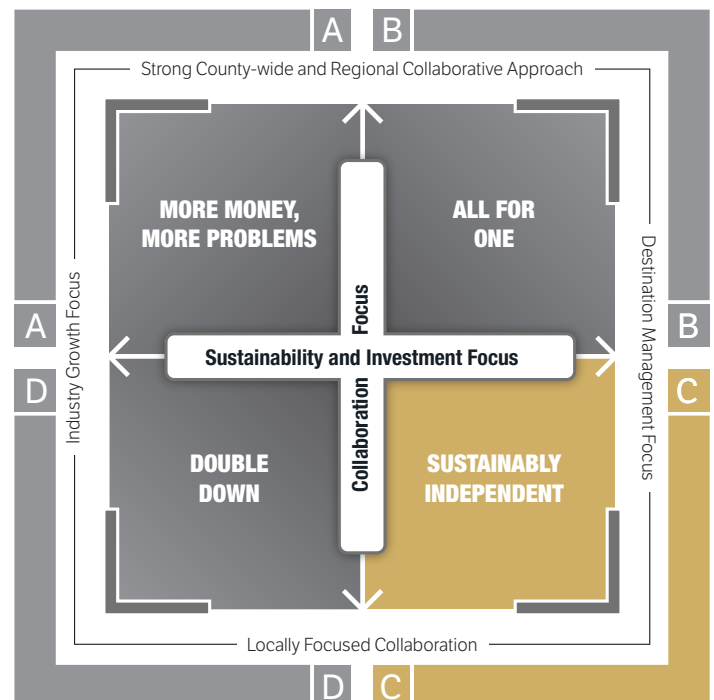 A B
Strong County-wide and Regional Collaborative Approach
MORE MONEY,
MORE PROBLEMS
ALL FOR
ONE
Industry Growth Focus
Destination Management Focus
A
B
Sustainability and Investment Focus
Collaboration Focus
D
C
DOUBLE
DOWN
SUSTAINABLY
INDEPENDENT
Locally Focused Collaboration
D C